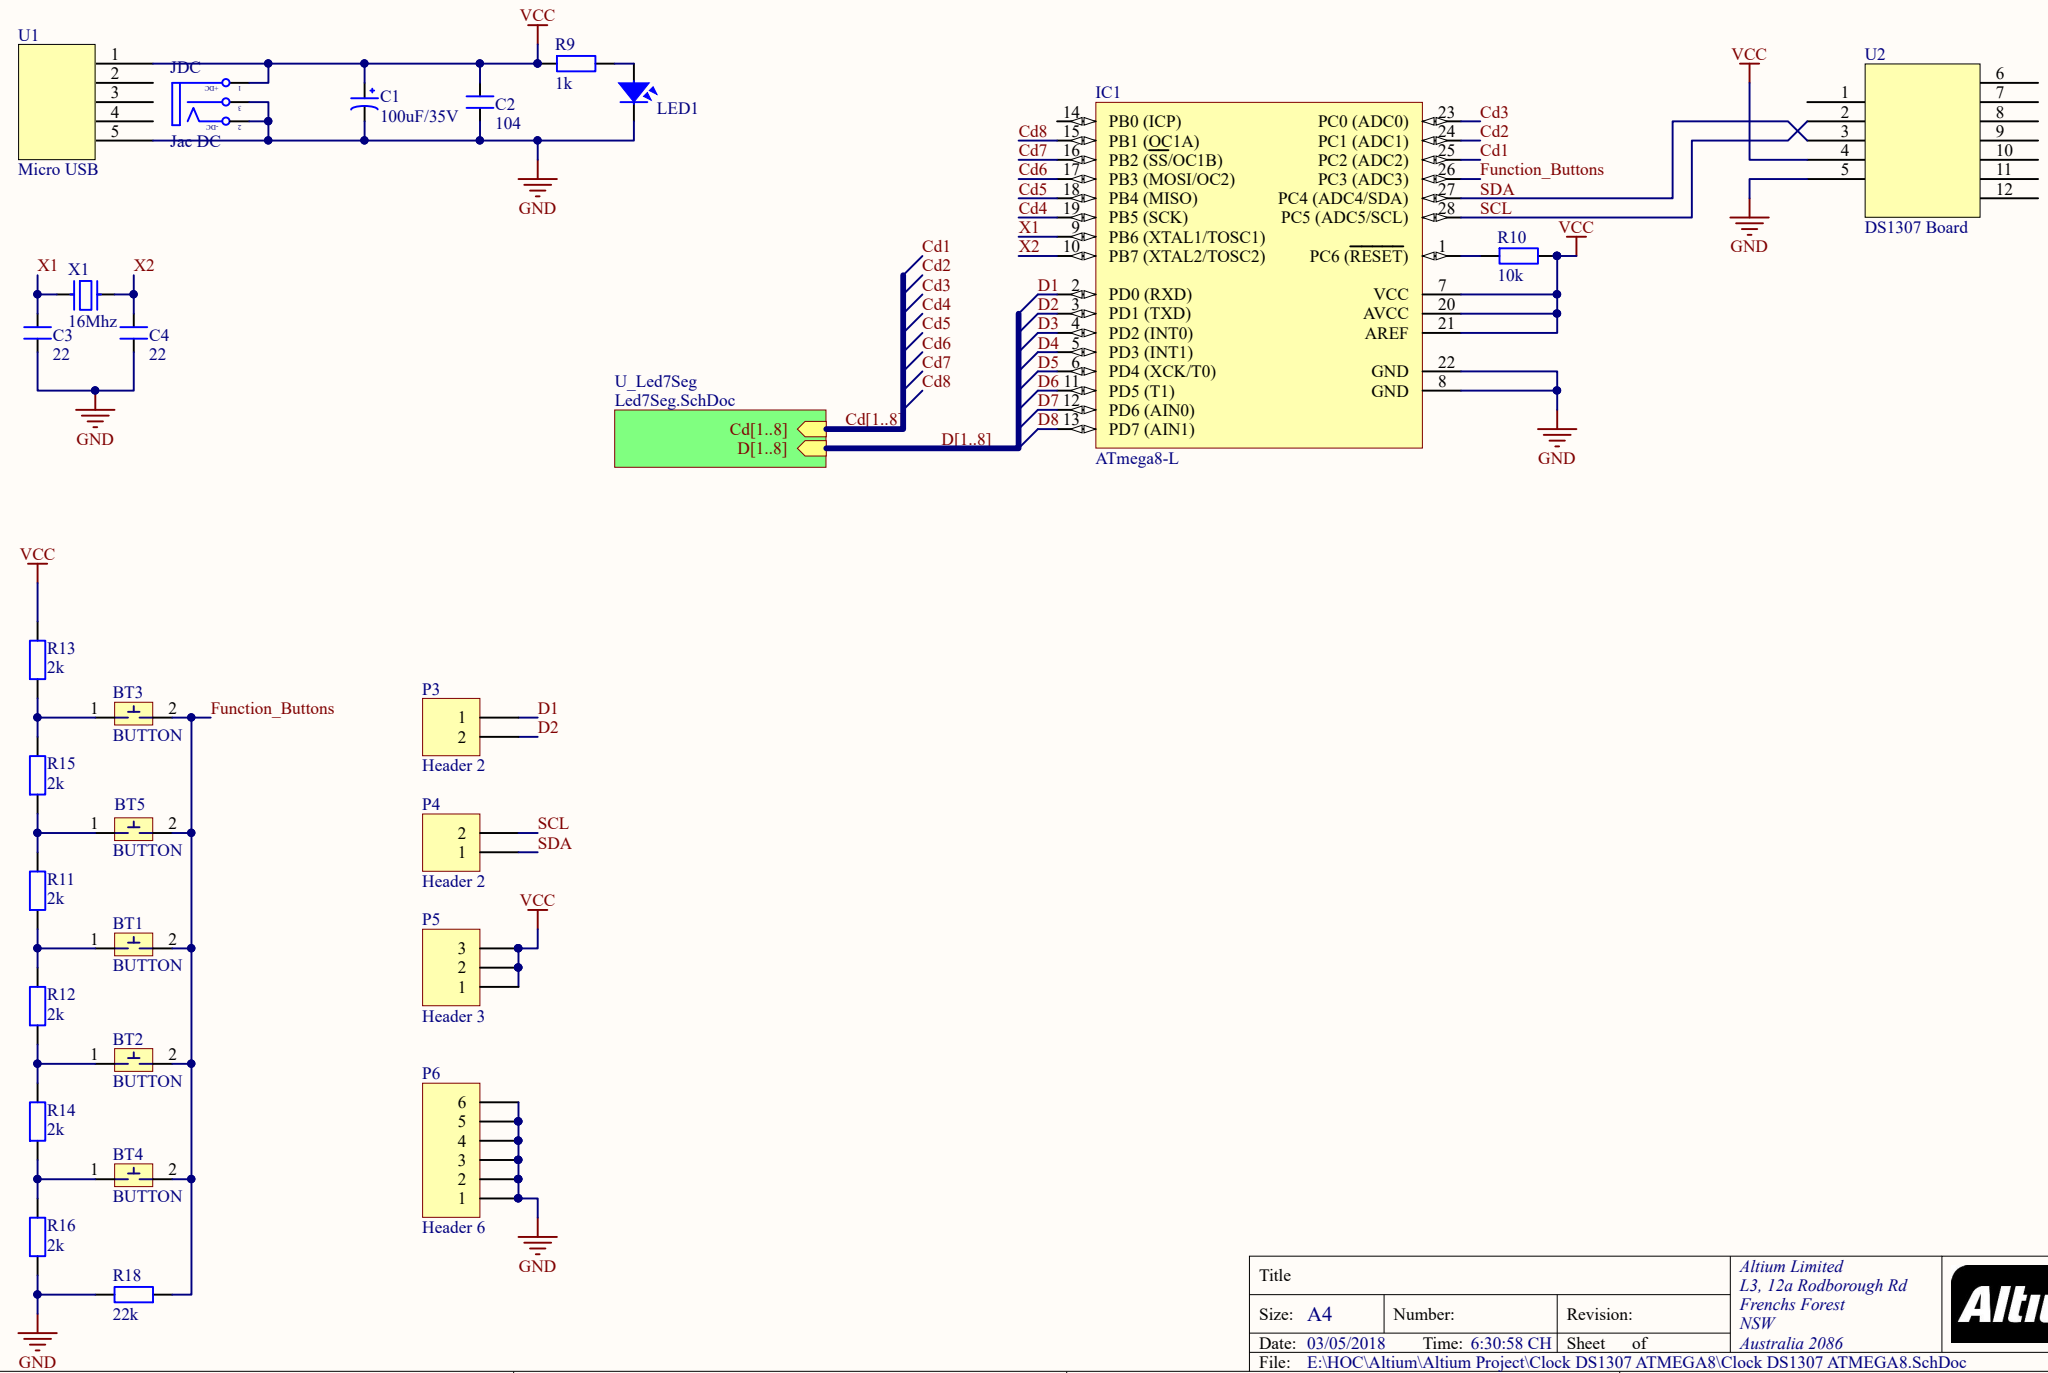 U1
1
2
3
4
5
Micro USB
JDC
DC+
1
3
DC-
2
Jac DC
C1
100uF/35V
C2
104
VCC
R9
1k
LED1
GND
X1
X1
X2
16Mhz
C3
22
C4
22
GND
U_Led7Seg
Led7Seg.SchDoc
Cd[1..8]
D[1..8]
Cd[1..8]
D[1..8]
Cd1
Cd2
Cd3
Cd4
Cd5
Cd6
Cd7
Cd8
IC1
14 PB0 (ICP)
Cd8 15 PB1 (OC1A)
Cd7 16 PB2 (SS/OC1B)
Cd6 17 PB3 (MOSI/OC2)
Cd5 18 PB4 (MISO)
Cd4 19 PB5 (SCK)
X1 9 PB6 (XTAL1/TOSC1)
X2 10 PB7 (XTAL2/TOSC2)
D1 2 PD0 (RXD)
D2 3 PD1 (TXD)
D3 4 PD2 (INT0)
D4 5 PD3 (INT1)
D5 6 PD4 (XCK/T0)
D6 11 PD5 (T1)
D7 12 PD6 (AIN0)
D8 13 PD7 (AIN1)
PC0 (ADC0) 23 Cd3
PC1 (ADC1) 24 Cd2
PC2 (ADC2) 25 Cd1
PC3 (ADC3) 26 Function_Buttons
PC4 (ADC4/SDA) 27 SDA
PC5 (ADC5/SCL) 28 SCL
PC6 (RESET) 1
VCC 7
AVCC 20
AREF 21
GND 22
GND 8
ATmega8-L
R10
10k
VCC
GND
VCC
GND
U2
1
2
3
4
5
6
7
8
9
10
11
12
DS1307 Board
VCC
R13
2k
1 BT3 2
BUTTON
Function_Buttons
R15
2k
1 BT5 2
BUTTON
R11
2k
1 BT1 2
BUTTON
R12
2k
1 BT2 2
BUTTON
R14
2k
1 BT4 2
BUTTON
R16
2k
R18
22k
GND
P3
1 D1
2 D2
Header 2
P4
2 SCL
1 SDA
Header 2
VCC
P5
3
2
1
Header 3
P6
6
5
4
3
2
1
Header 6
GND
Title
Size: A4 Number: Revision:
Date: 03/05/2018 Time: 6:30:58 CH Sheet of
File: E:\HOC\Altium\Altium Project\Clock DS1307 ATMEGA8\Clock DS1307 ATMEGA8.SchDoc
Altium Limited
L3, 12a Rodborough Rd
Frenchs Forest
NSW
Australia 2086